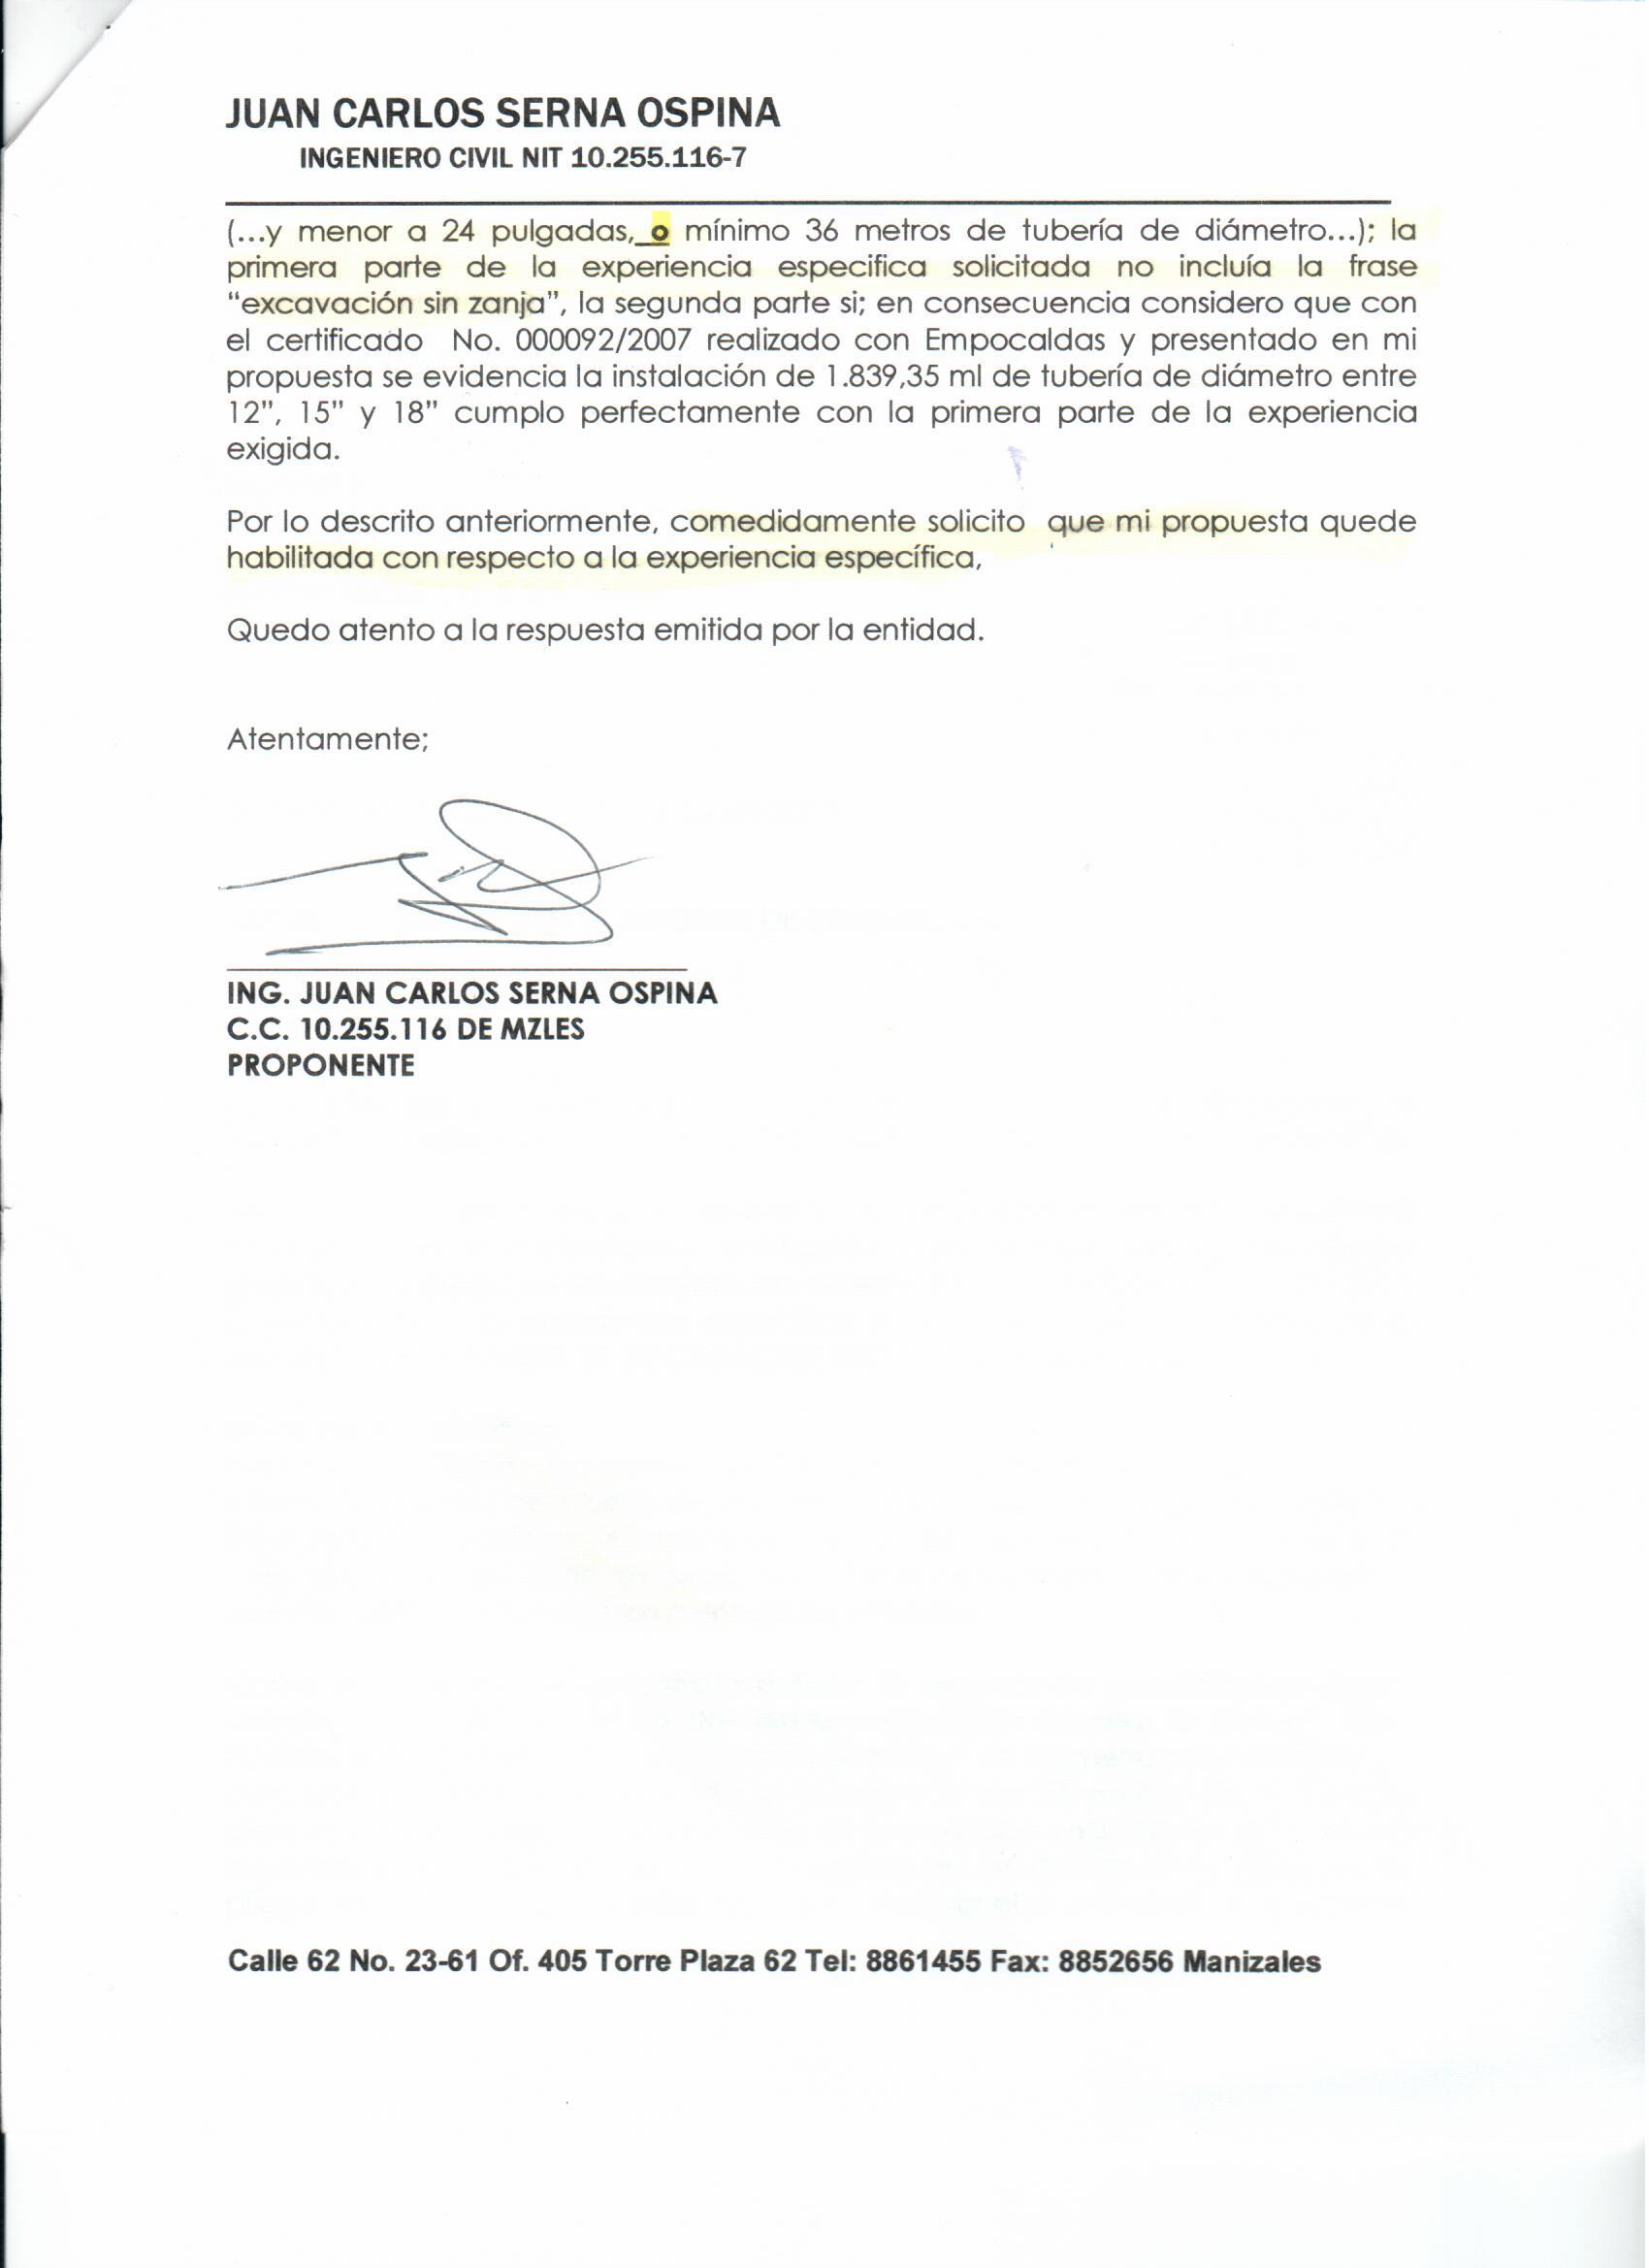 JUAN CARLOS SERNA OSPINA
INGENIERO CIVIL NIT 10.255.116-7
(...y menor a 24 pulgadas, o mínimo 36 metros de tubería de diámetro...); la
primera parte de la experiencia especifica solicitada no incluía la frase
“excavación sin zanja”, la segunda parte si; en consecuencia considero que con
el certificado No. 000092/2007 realizado con Empocaldas y presentado en mi
propuesta se evidencia la instalación de 1.839,35 ml de tubería de diámetro entre
12”, 15” y 18” cumplo perfectamente con la primera parte de la experiencia
exigida.
Por lo descrito anteriormente, comedidamente solicito que mi propuesta quede
habilitada con respecto a la experiencia específica,
Quedo atento a la respuesta emitida por la entidad.
Atentamente;
ING. JUAN CARLOS SERNA OSPINA
C.C. 10.255.116 DE MZLES
PROPONENTE
Calle 62 No. 23-61 Of. 405 Torre Plaza 62 Tel: 8861455 Fax: 8852656 Manizales